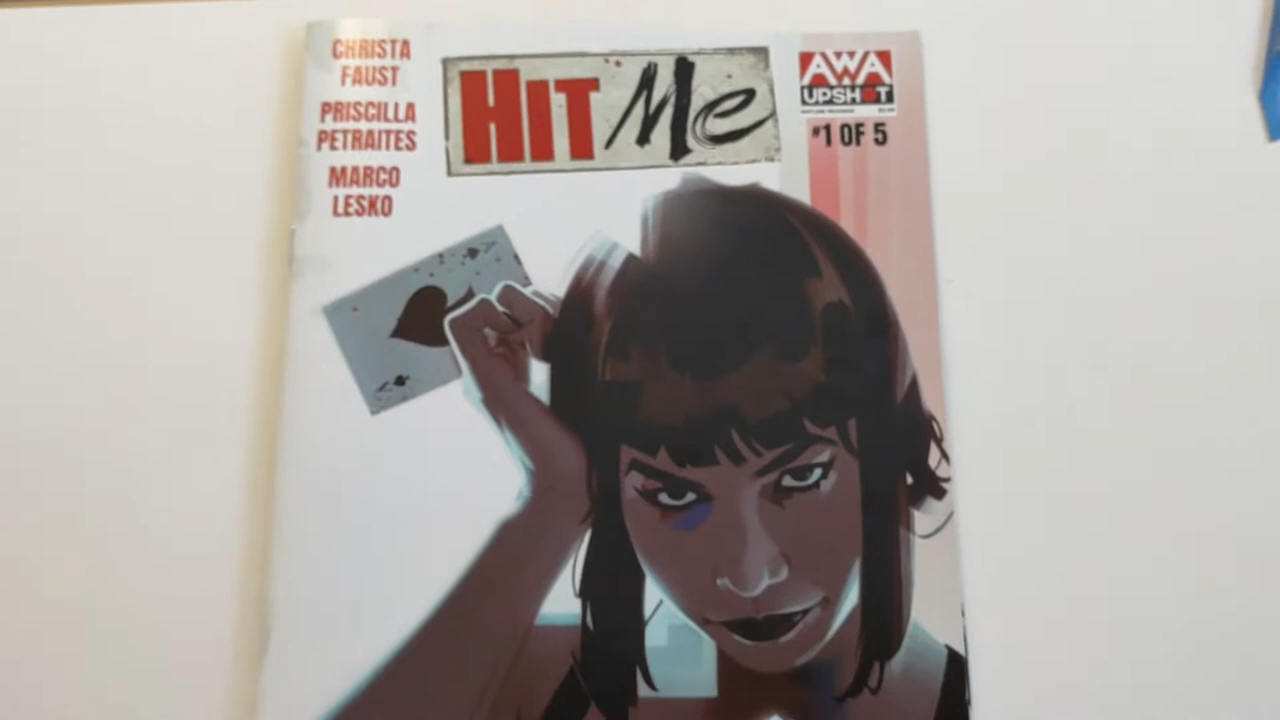 CHRISTA
FAUST
PRISCILLA
PETRAITES
MARCO
LESKO
HIT Me
AWA
UPSHOT
#1 OF 5